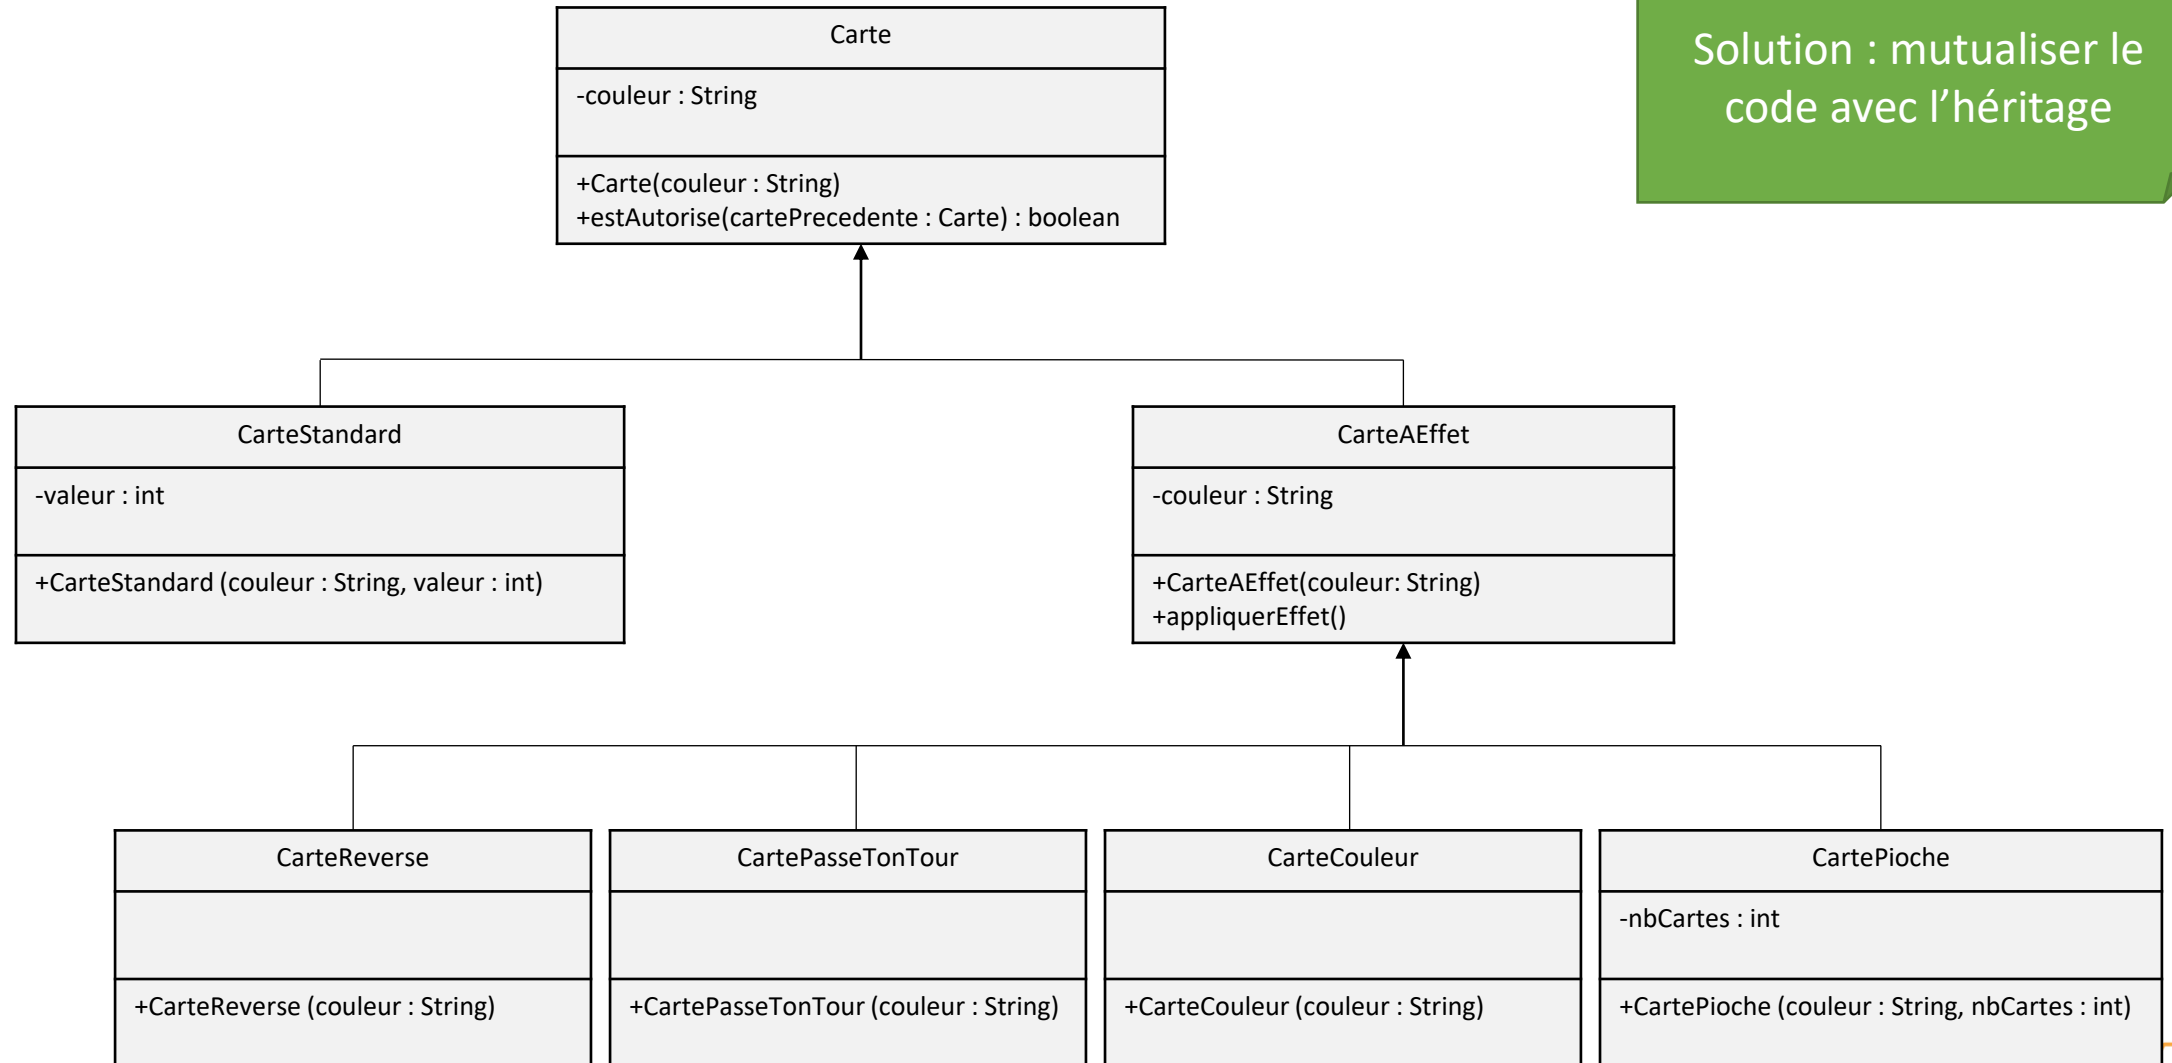 Carte
-couleur : String
+Carte(couleur : String)
+estAutorise(cartePrecedente : Carte) : boolean
Solution : mutualiser le
code avec l’héritage
CarteStandard
-valeur : int
+CarteStandard (couleur : String, valeur : int)
CarteAEffet
-couleur : String
+CarteAEffet(couleur: String)
+appliquerEffet()
CarteReverse
+CarteReverse (couleur : String)
CartePasseTonTour
+CartePasseTonTour (couleur : String)
CarteCouleur
+CarteCouleur (couleur : String)
CartePioche
-nbCartes : int
+CartePioche (couleur : String, nbCartes : int)